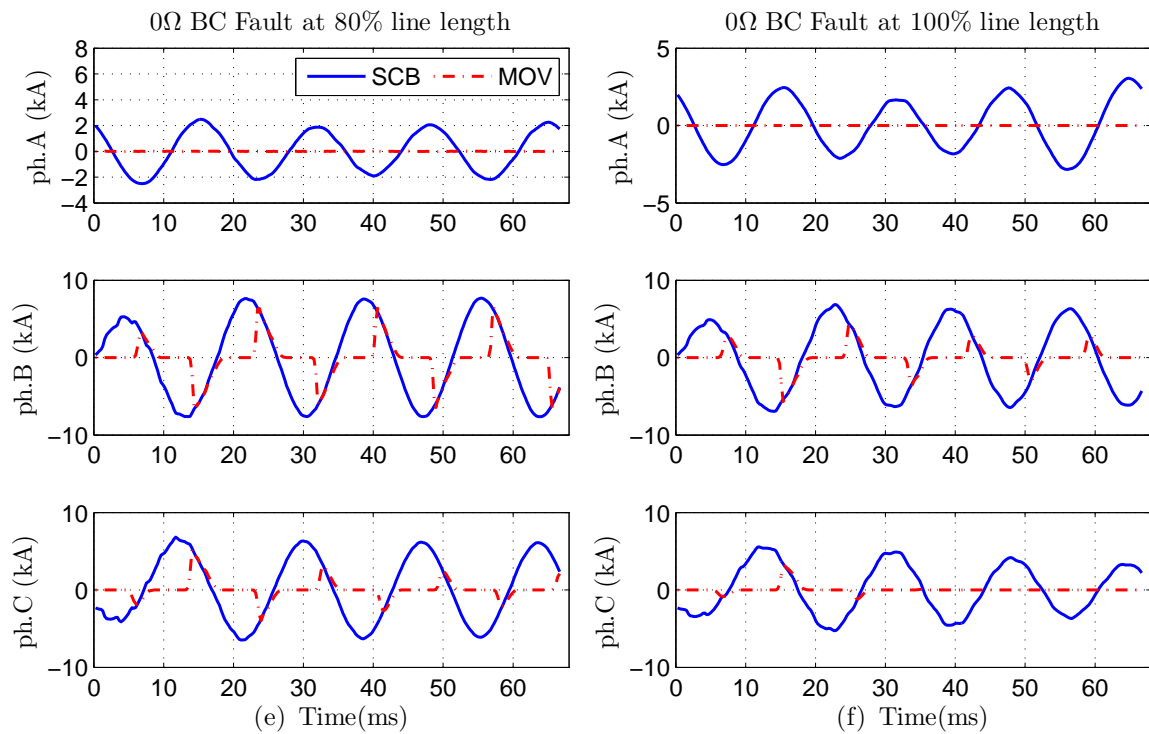 0Ω BC Fault at 80% line length
8
6
4
2
0
−2
−4
ph.A (kA)
SCB
MOV
0 10 20 30 40 50 60
10
0
−10
ph.B (kA)
0 10 20 30 40 50 60
10
0
−10
ph.C (kA)
0 10 20 30 40 50 60
(e) Time(ms)
0Ω BC Fault at 100% line length
5
0
−5
ph.A (kA)
0 10 20 30 40 50 60
10
0
−10
ph.B (kA)
0 10 20 30 40 50 60
10
0
−10
ph.C (kA)
0 10 20 30 40 50 60
(f) Time(ms)